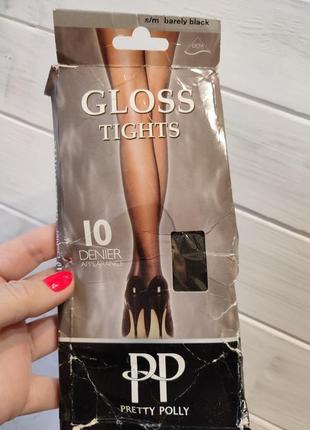 s/m barely black
GLOSS
TIGHTS
10
DENIER
APPEARANCE
PP
PRETTY POLLY